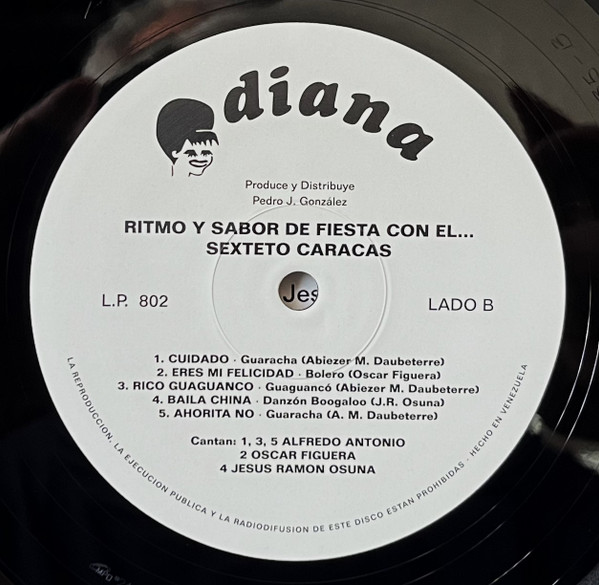 diana
Produce y Distribuye
Pedro J. González
RITMO Y SABOR DE FIESTA CON EL...
SEXTETO CARACAS
Jes
L.P. 802
LADO B
1. CUIDADO · Guaracha (Abiezer M. Daubeterre)
2. ERES MI FELICIDAD · Bolero (Oscar Figuera)
3. RICO GUAGUANCO · Guaguancó (Abiezer M. Daubeterre)
4. BAILA CHINA · Danzón Boogaloo (J.R. Osuna)
5. AHORITA NO · Guaracha (A. M. Daubeterre)
Cantan: 1, 3, 5 ALFREDO ANTONIO
2 OSCAR FIGUERA
4 JESUS RAMON OSUNA
LA REPRODUCCION, LA EJECUCION PUBLICA Y LA RADIODIFUSION DE ESTE DISCO ESTAN PROHIBIDAS · HECHO EN VENEZUELA